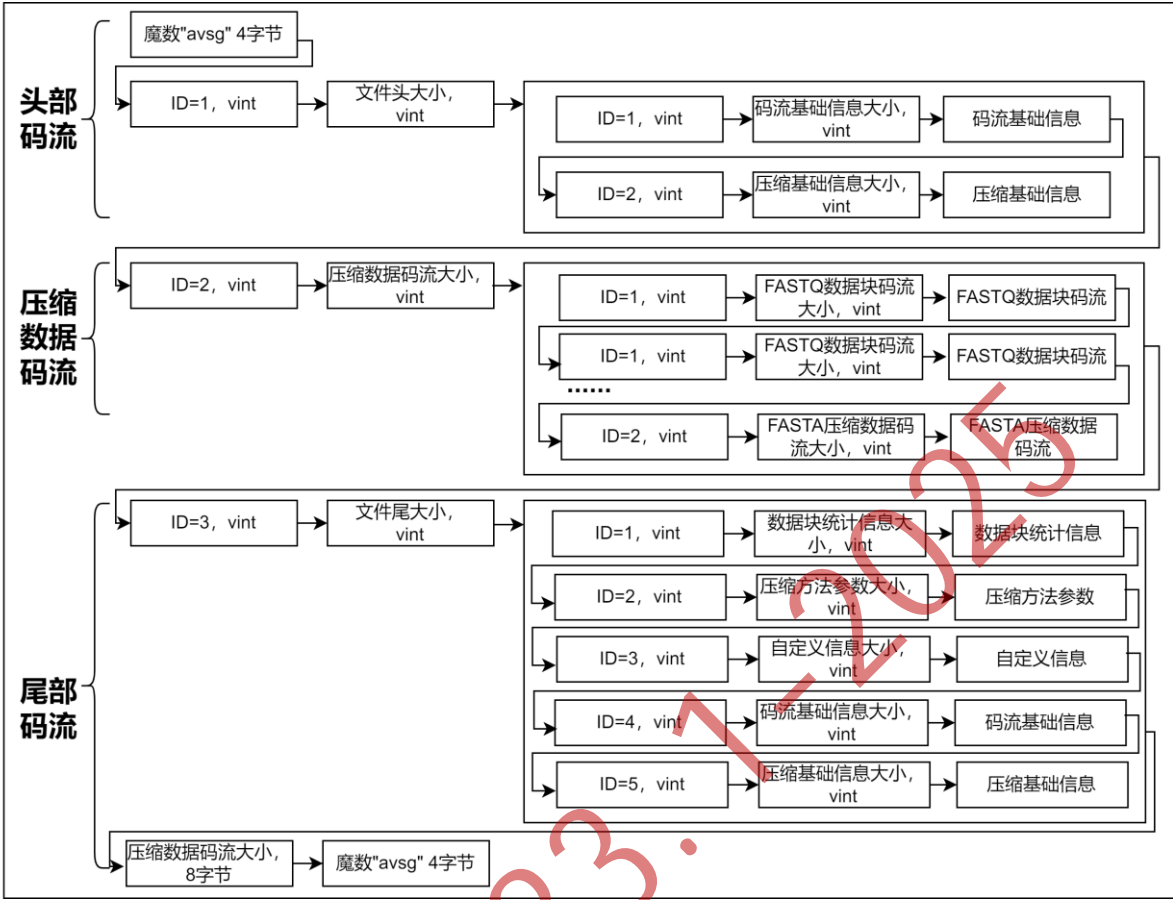 魔数"avsg" 4字节
头部
码流
ID=1，vint
文件头大小，
vint
ID=1，vint
码流基础信息大小，
vint
码流基础信息
ID=2，vint
压缩基础信息大小，
vint
压缩基础信息
压缩
数据
码流
ID=2，vint
压缩数据码流大小，
vint
ID=1，vint
FASTQ数据块码流
大小，vint
FASTQ数据块码流
ID=1，vint
FASTQ数据块码流
大小，vint
FASTQ数据块码流
......
ID=2，vint
FASTA压缩数据码
流大小，vint
FASTA压缩数据
码流
尾部
码流
ID=3，vint
文件尾大小，
vint
ID=1，vint
数据块统计信息大
小，vint
数据块统计信息
ID=2，vint
压缩方法参数大小，
vint
压缩方法参数
ID=3，vint
自定义信息大小，
vint
自定义信息
ID=4，vint
码流基础信息大小，
vint
码流基础信息
ID=5，vint
压缩基础信息大小，
vint
压缩基础信息
压缩数据码流大小，
8字节
魔数"avsg" 4字节
33.1-2025